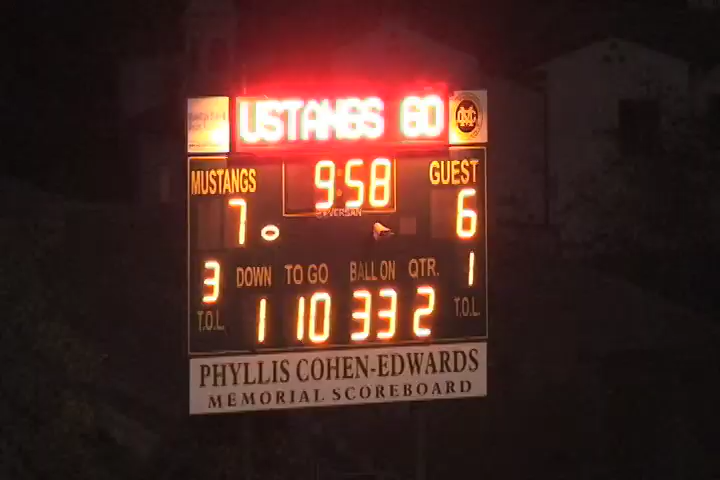 USTANGS GO
MUSTANGS 9:58 GUEST
7 6
3 DOWN TO GO BALL ON QTR. 1
T.O.L. 1 10 33 2 T.O.L.
PHYLLIS COHEN-EDWARDS
MEMORIAL SCOREBOARD